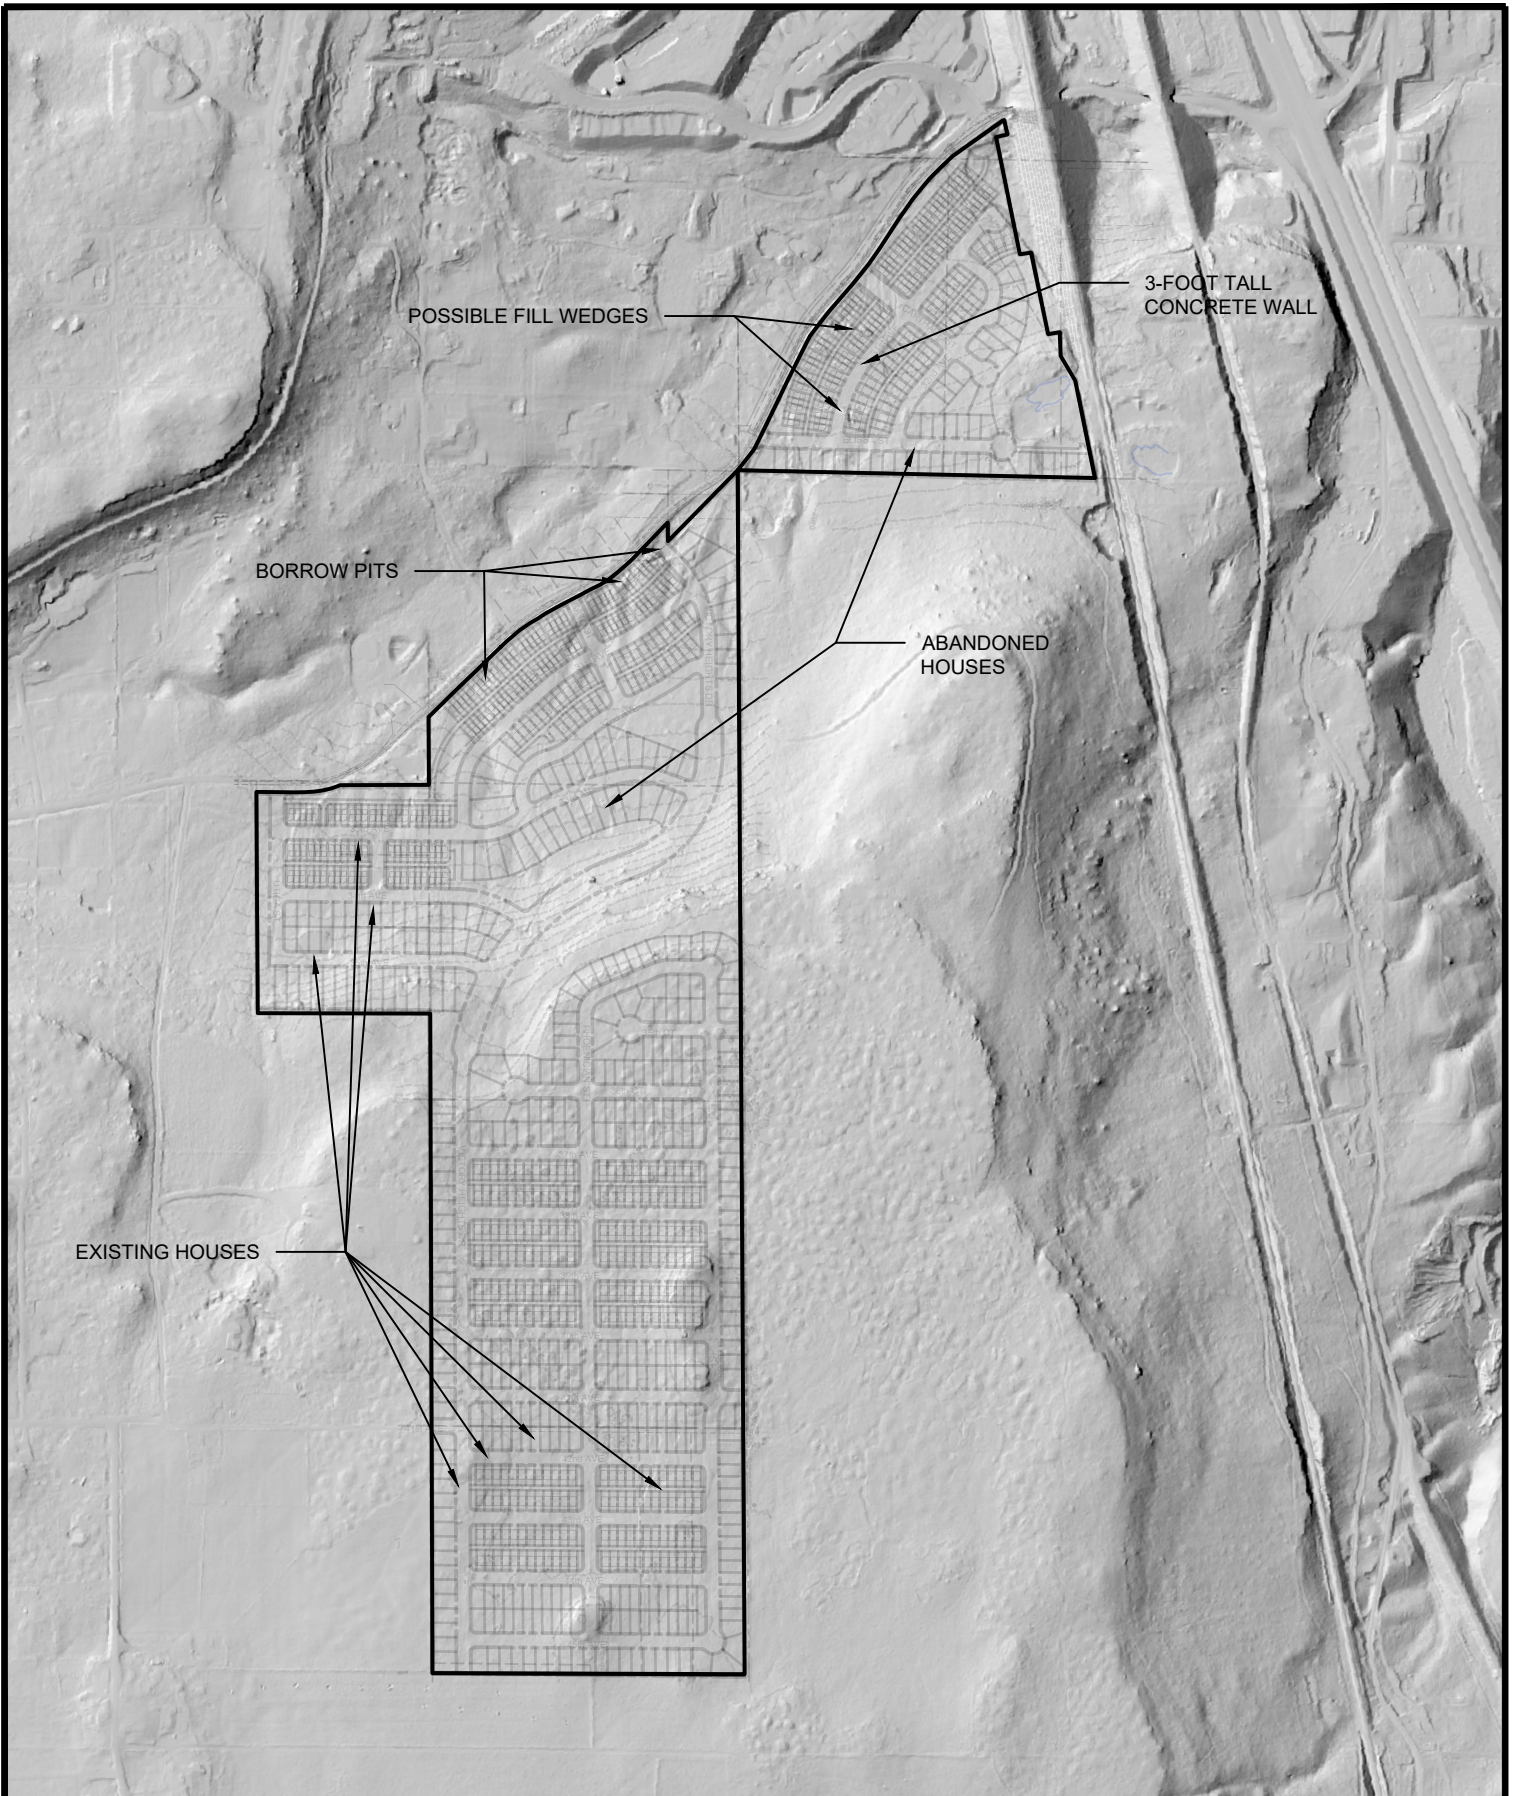 3-FOOT TALL
CONCRETE WALL
POSSIBLE FILL WEDGES
BORROW PITS
ABANDONED
HOUSES
EXISTING HOUSES